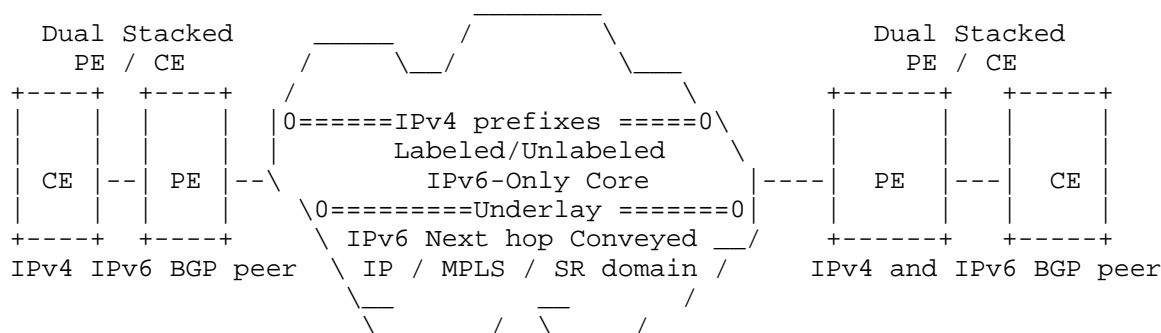 Dual Stacked Dual Stacked
PE / CE PE / CE
0======IPv4 prefixes =====0
Labeled/Unlabeled
CE PE IPv6-Only Core PE CE
0=========Underlay =======0
IPv6 Next hop Conveyed
IPv4 IPv6 BGP peer IP / MPLS / SR domain IPv4 and IPv6 BGP peer